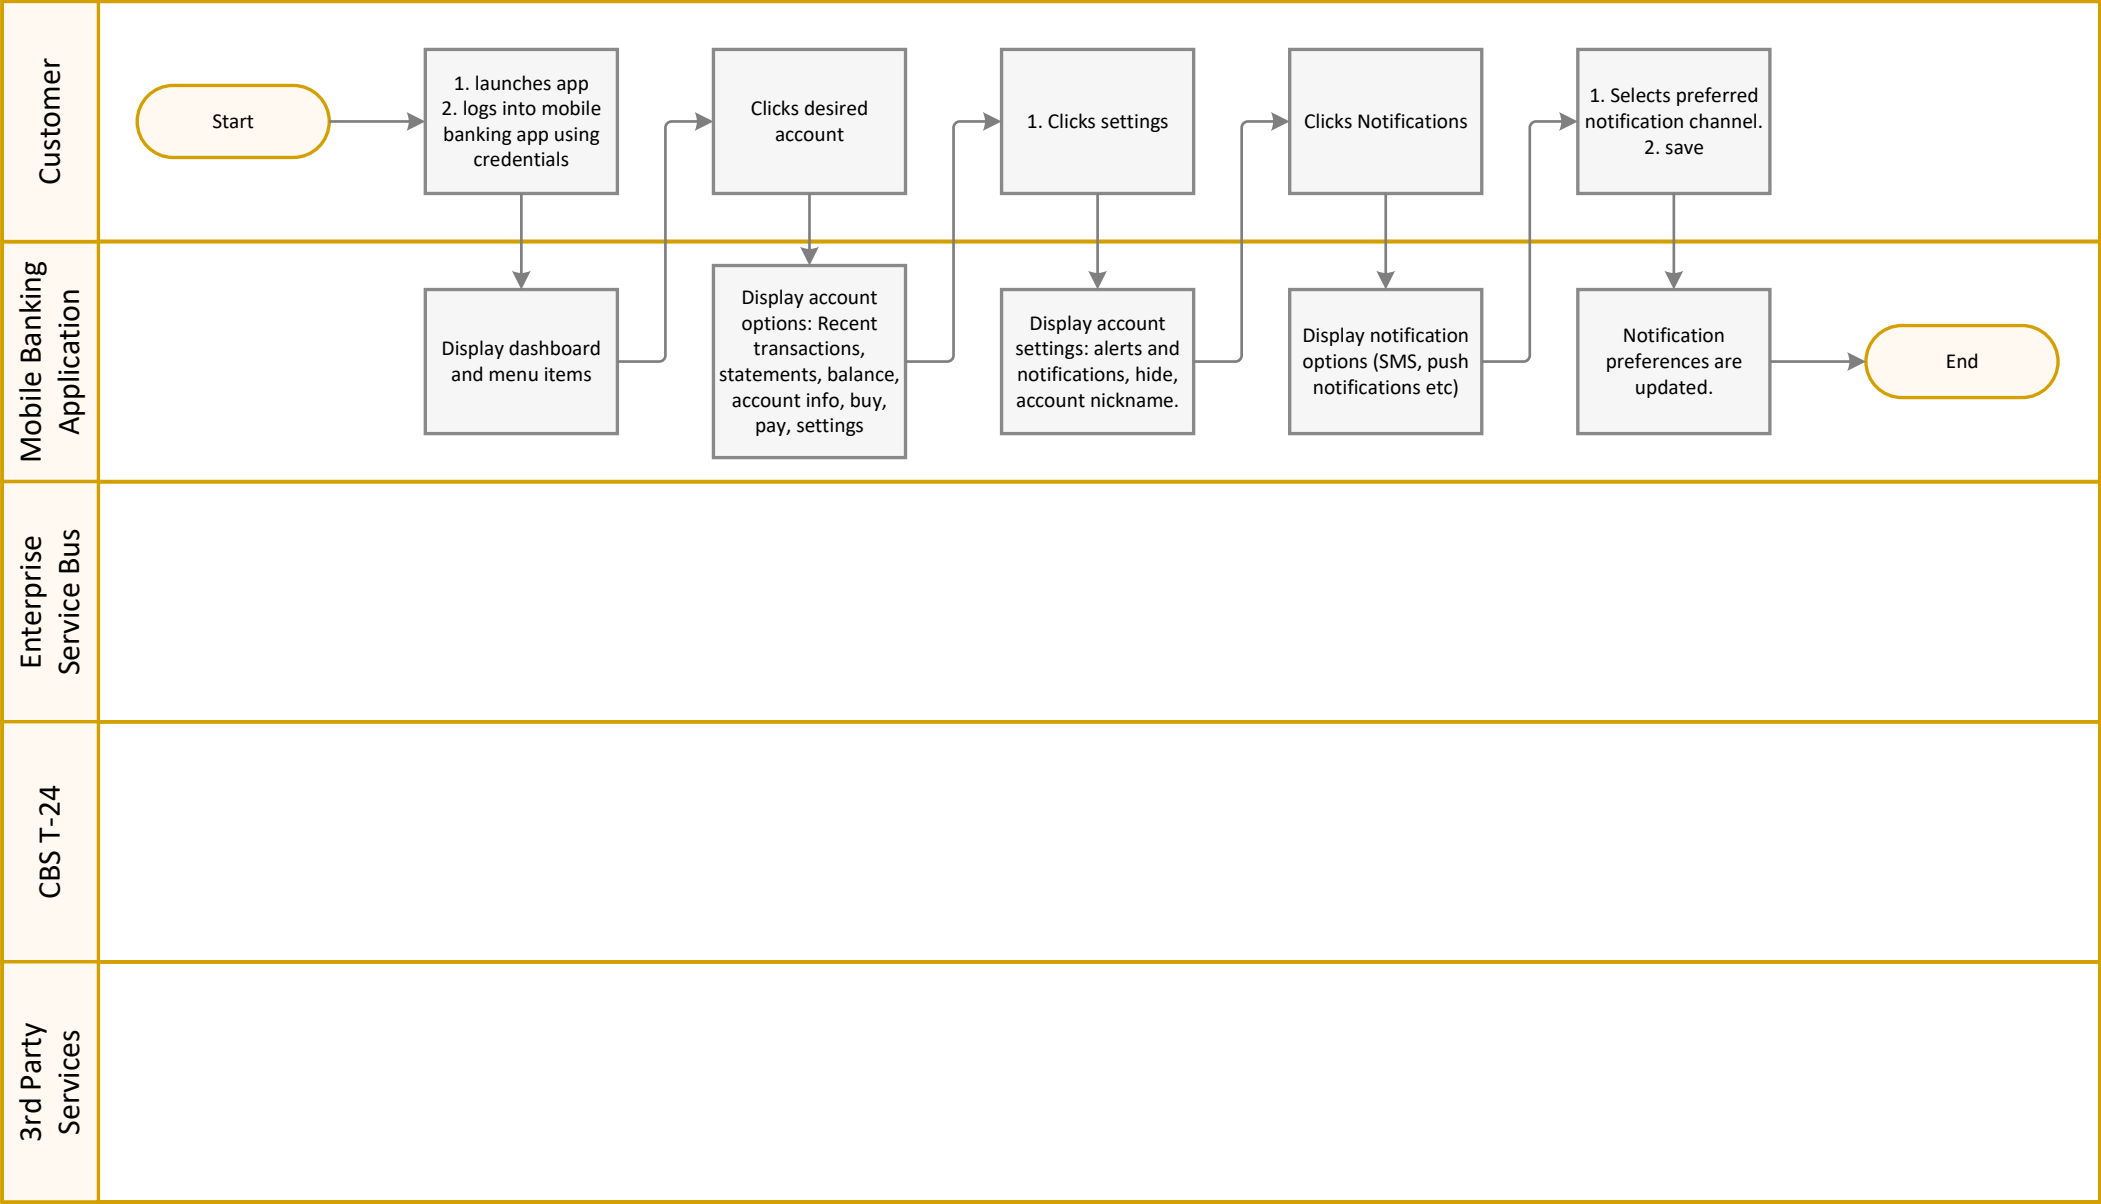 Customer
Start
1. launches app
2. logs into mobile
banking app using
credentials
Clicks desired
account
1. Clicks settings
Clicks Notifications
1. Selects preferred
notification channel.
2. save
Mobile Banking
Application
Display dashboard
and menu items
Display account
options: Recent
transactions,
statements, balance,
account info, buy,
pay, settings
Display account
settings: alerts and
notifications, hide,
account nickname.
Display notification
options (SMS, push
notifications etc)
Notification
preferences are
updated.
End
Enterprise
Service Bus
CBS T-24
3rd Party
Services